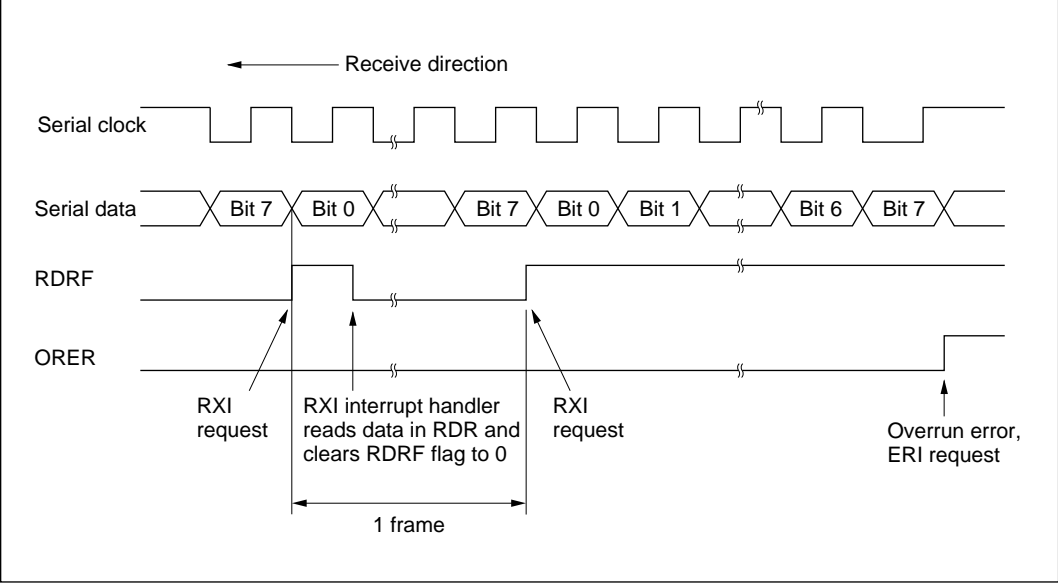 Receive direction
Serial clock
Serial data
Bit 7 Bit 0 Bit 7 Bit 0 Bit 1 Bit 6 Bit 7
RDRF
ORER
RXI
request
RXI interrupt handler
reads data in RDR and
clears RDRF flag to 0
RXI
request
Overrun error,
ERI request
1 frame